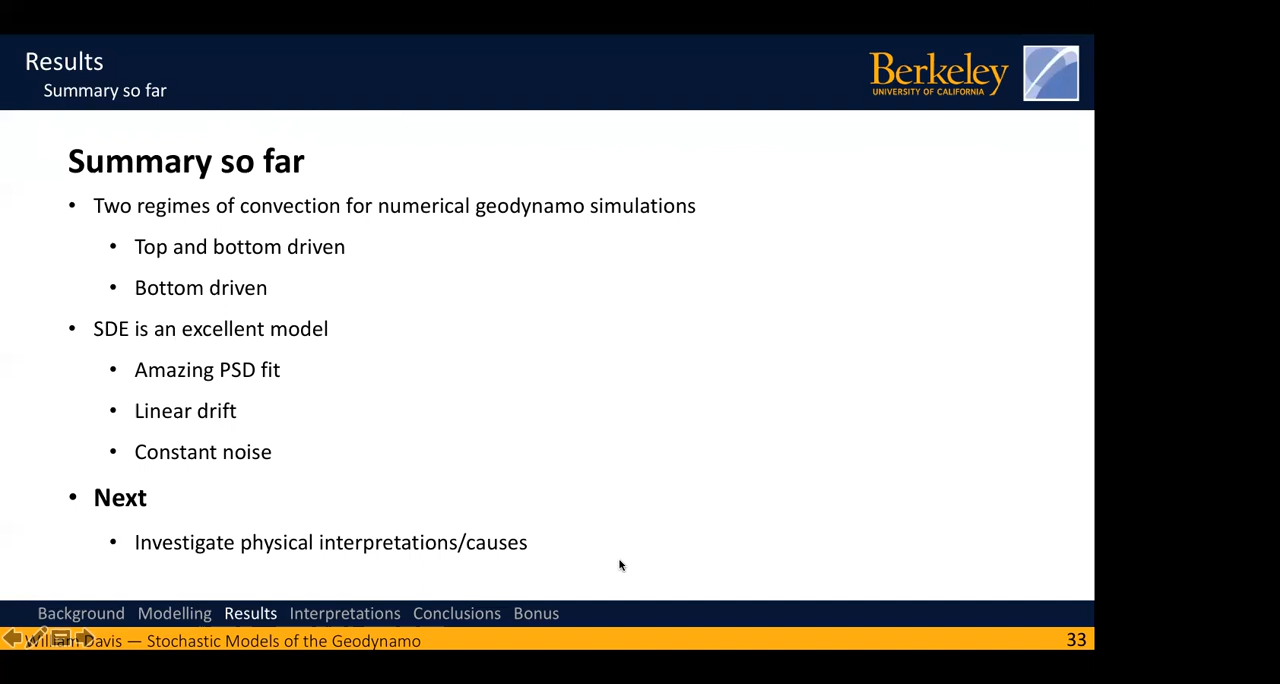 Results
Summary so far
Berkeley
UNIVERSITY OF CALIFORNIA
Summary so far
• Two regimes of convection for numerical geodynamo simulations
• Top and bottom driven
• Bottom driven
• SDE is an excellent model
• Amazing PSD fit
• Linear drift
• Constant noise
• Next
• Investigate physical interpretations/causes
Background Modelling Results Interpretations Conclusions Bonus
William Davis — Stochastic Models of the Geodynamo
33